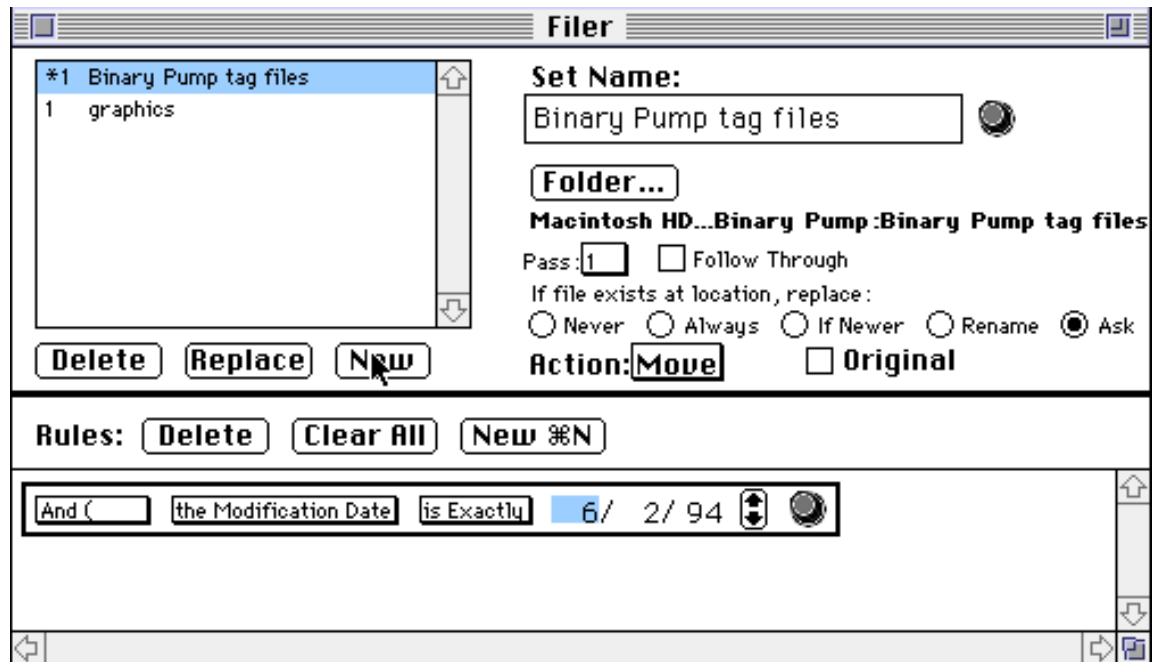 Filer
*1 Binary Pump tag files
1 graphics
Delete Replace New
Set Name:
Binary Pump tag files
Folder...
Macintosh HD...Binary Pump:Binary Pump tag files
Pass: 1 Follow Through
If file exists at location, replace:
Never Always If Newer Rename Ask
Action: Move Original
Rules: Delete Clear All New ⌘N
And ( the Modification Date is Exactly 6/ 2/ 94